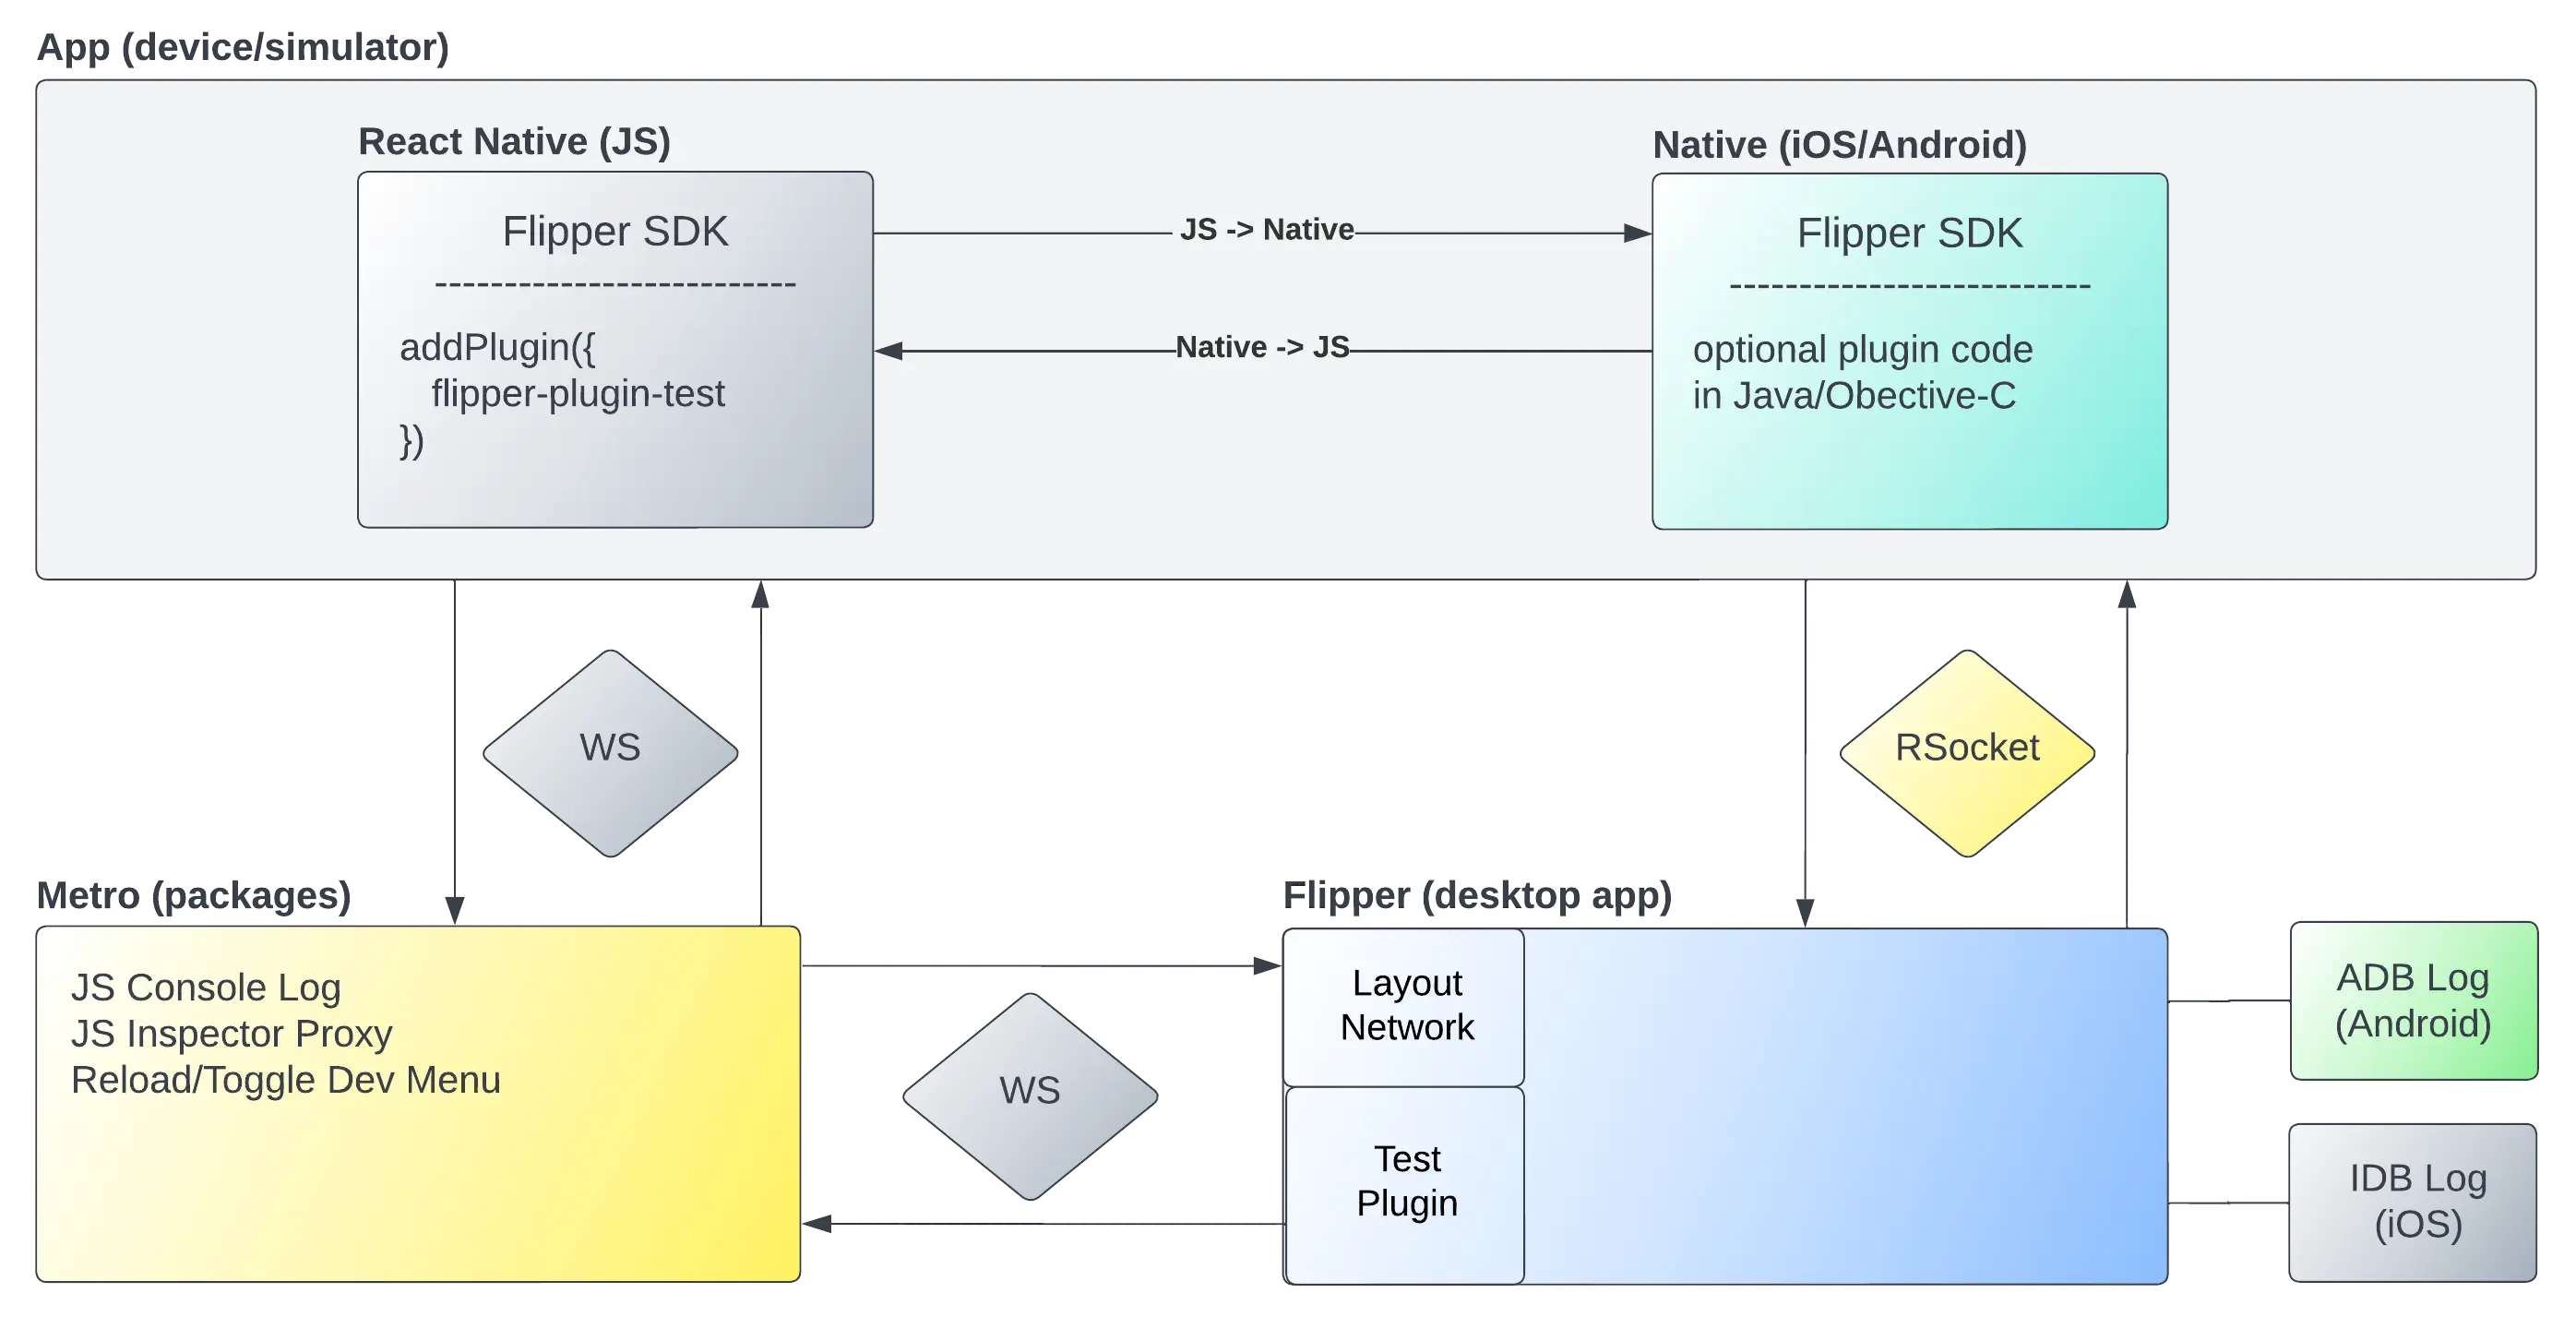 App (device/simulator)
React Native (JS)
Flipper SDK
--------------------------
addPlugin({
flipper-plugin-test
})
JS -> Native
Native -> JS
Native (iOS/Android)
Flipper SDK
--------------------------
optional plugin code
in Java/Obective-C
WS
RSocket
Metro (packages)
JS Console Log
JS Inspector Proxy
Reload/Toggle Dev Menu
WS
Flipper (desktop app)
Layout
Network
Test
Plugin
ADB Log
(Android)
IDB Log
(iOS)